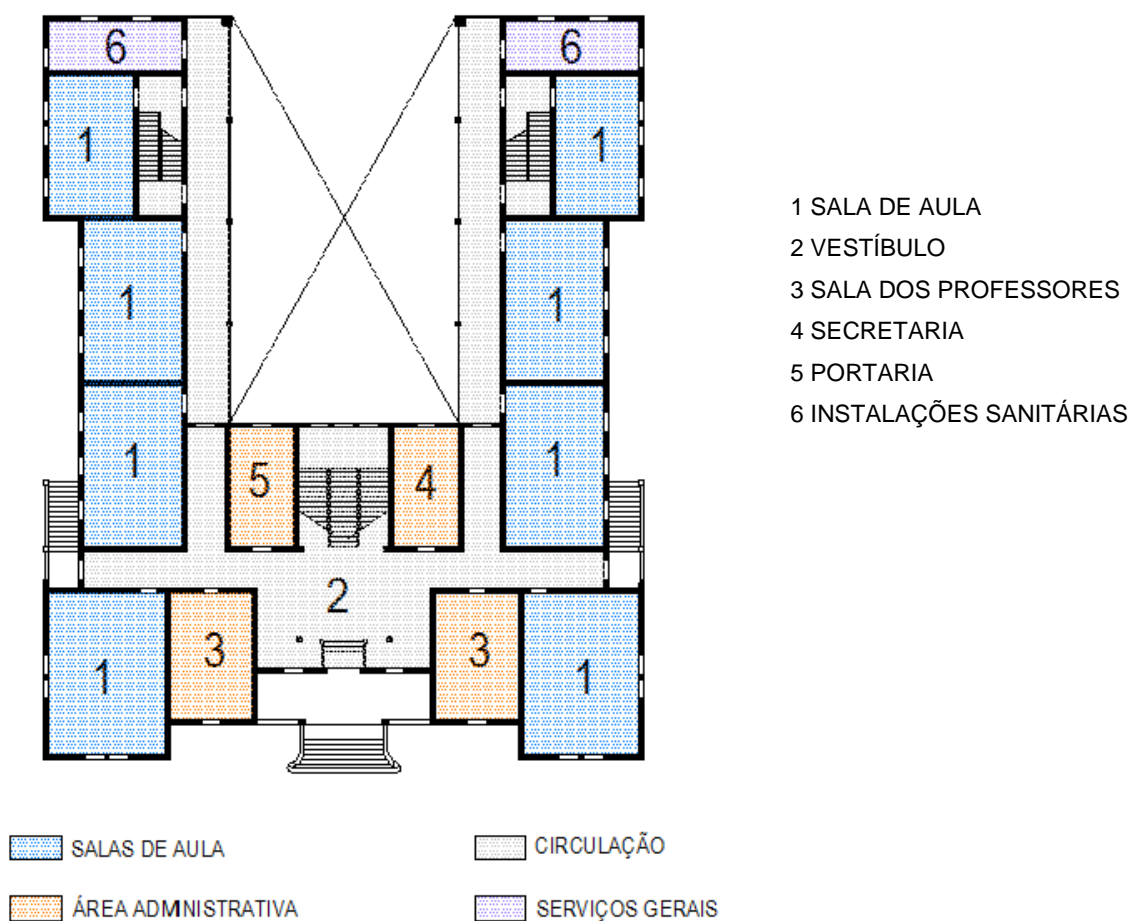 6 6
1 1
1 1
1 1
5 4
2
3 3
1 1
1 SALA DE AULA
2 VESTÍBULO
3 SALA DOS PROFESSORES
4 SECRETARIA
5 PORTARIA
6 INSTALAÇÕES SANITÁRIAS
SALAS DE AULA
CIRCULAÇÃO
ÁREA ADMINISTRATIVA
SERVIÇOS GERAIS